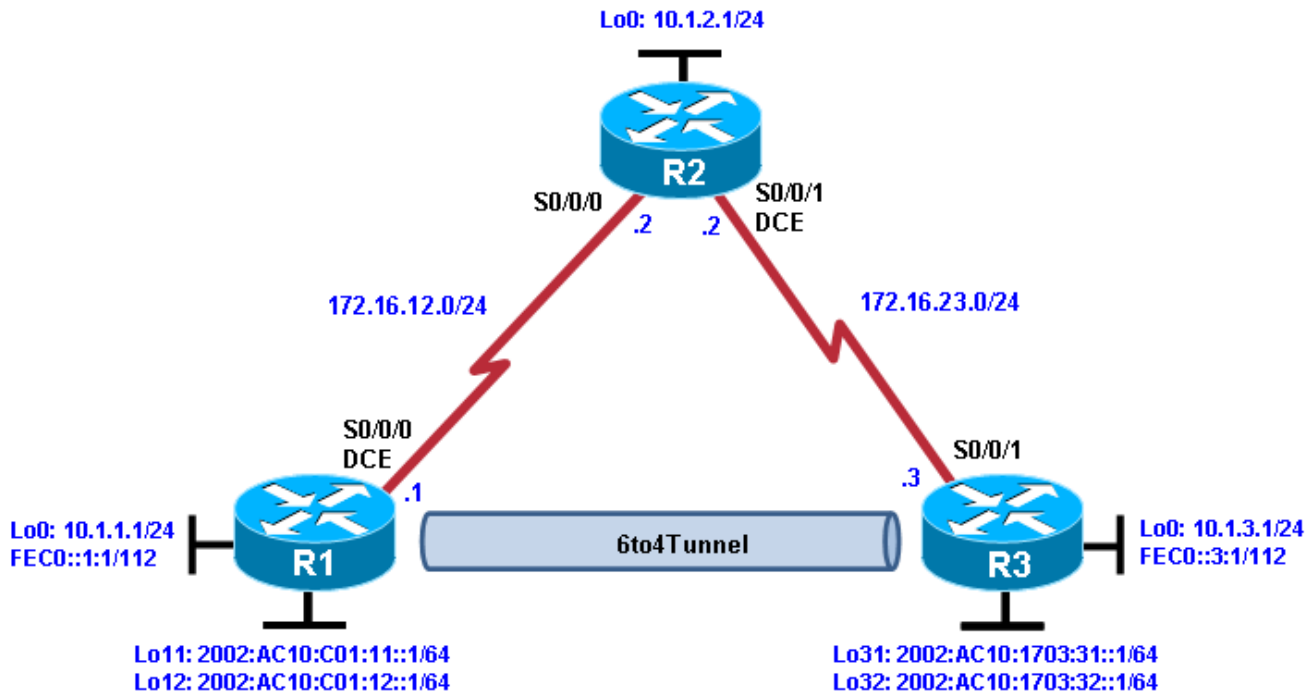 Lo0: 10.1.2.1/24
R2
S0/0/0
S0/0/1
DCE
.2
.2
172.16.12.0/24
172.16.23.0/24
S0/0/0
DCE
S0/0/1
.1
.3
Lo0: 10.1.1.1/24
FEC0::1:1/112
R1
6to4Tunnel
R3
Lo0: 10.1.3.1/24
FEC0::3:1/112
Lo11: 2002:AC10:C01:11::1/64
Lo12: 2002:AC10:C01:12::1/64
Lo31: 2002:AC10:1703:31::1/64
Lo32: 2002:AC10:1703:32::1/64